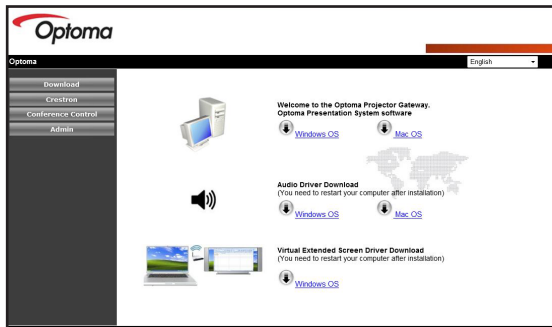 Optoma
Optoma
English
Download
Crestron
Conference Control
Admin
Welcome to the Optoma Projector Gateway.
Optoma Presentation System software
Windows OS
Mac OS
Audio Driver Download
(You need to restart your computer after installation)
Windows OS
Mac OS
Virtual Extended Screen Driver Download
(You need to restart your computer after installation)
Windows OS